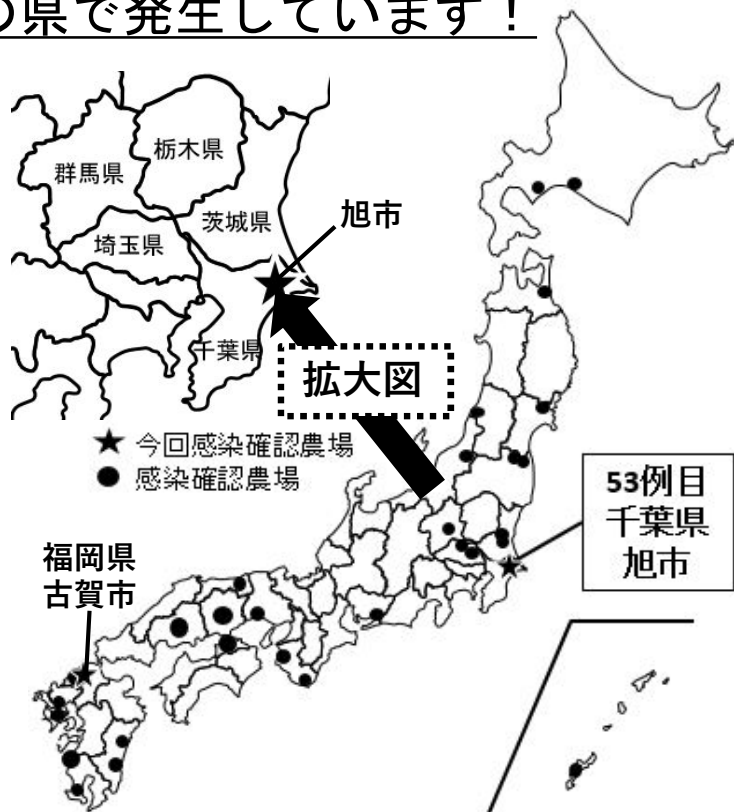 の県で発生しています！
栃木県
群馬県
茨城県
旭市
埼玉県
千葉県
拡大図
★ 今回感染確認農場
● 感染確認農場
53例目
千葉県
旭市
福岡県
古賀市